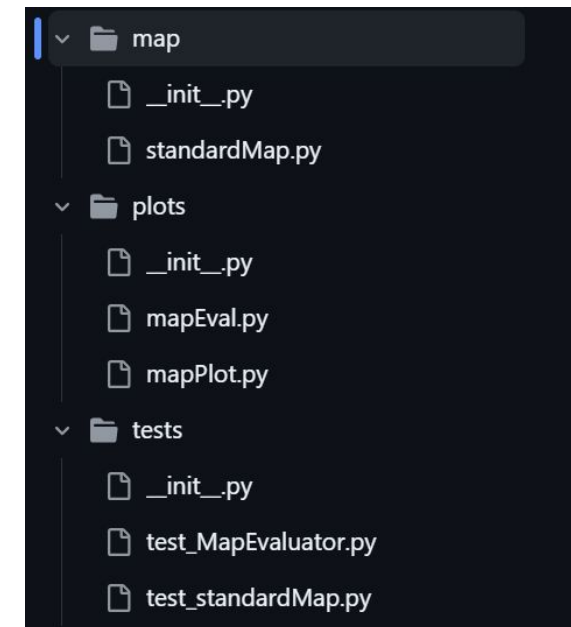 map
__init__.py
standardMap.py
plots
__init__.py
mapEval.py
mapPlot.py
tests
__init__.py
test_MapEvaluator.py
test_standardMap.py